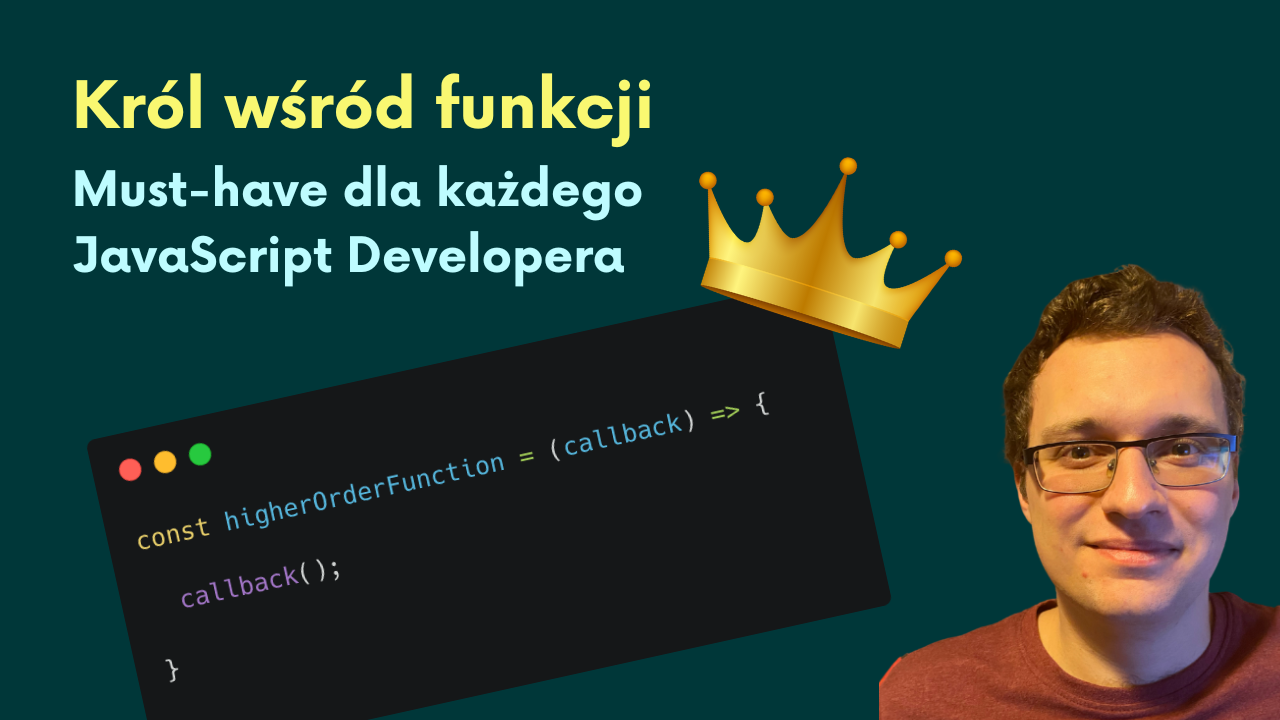 Król wśród funkcji
Must-have dla każdego
JavaScript Developera
const higherOrderFunction = (callback) => {
callback();
}